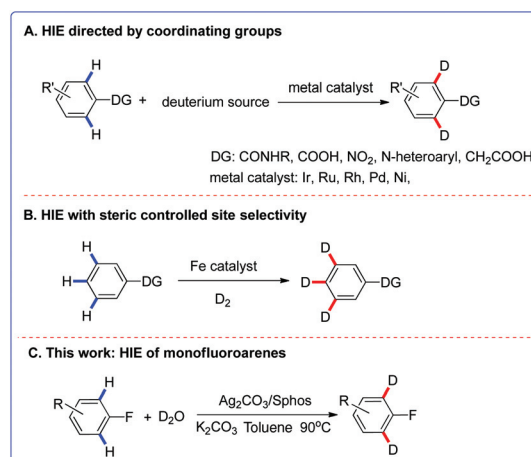 A. HIE directed by coordinating groups
H
R'
DG + deuterium source
metal catalyst
D
R'
DG
H
D
DG: CONHR, COOH, NO2, N-heteroaryl, CH2COOH
metal catalyst: Ir, Ru, Rh, Pd, Ni,
B. HIE with steric controlled site selectivity
H
H
DG
H
Fe catalyst
D2
D
D
DG
D
C. This work: HIE of monofluoroarenes
H
R
F + D2O
H
Ag2CO3/Sphos
K2CO3 Toluene 90°C
D
R
F
D